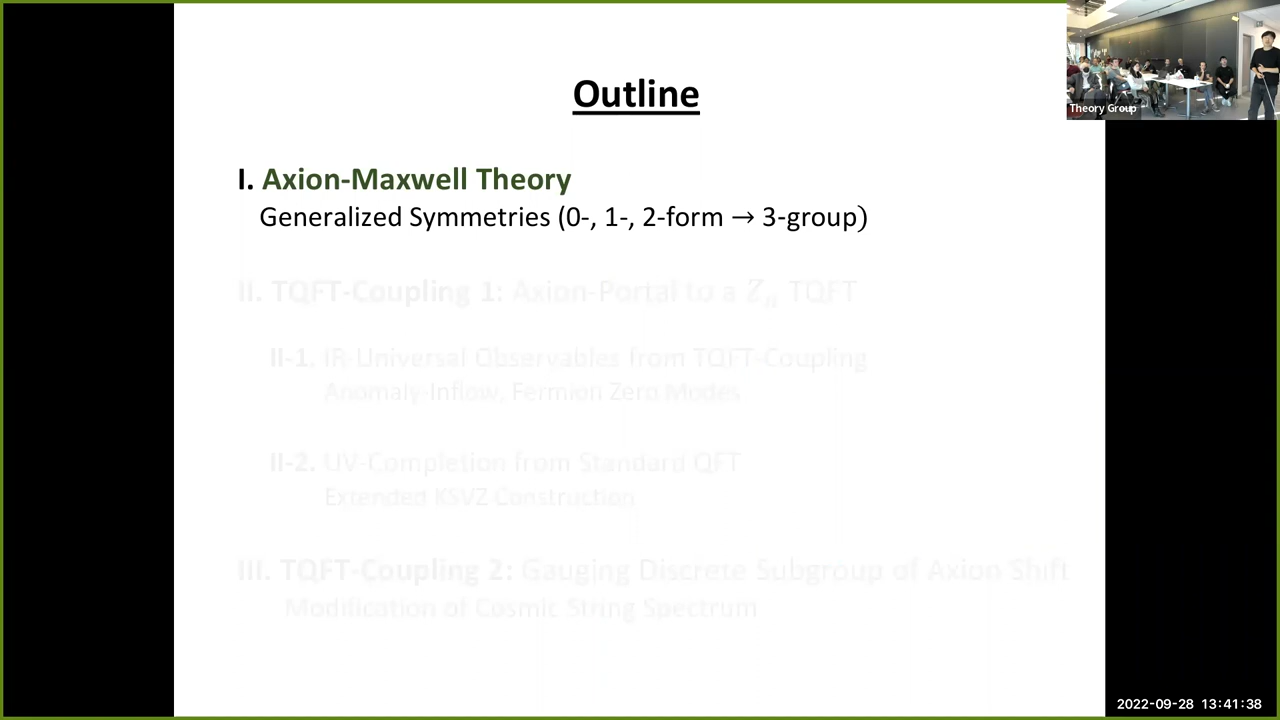 Outline
Theory Group
I. Axion-Maxwell Theory
Generalized Symmetries (0-, 1-, 2-form → 3-group)
II. TQFT-Coupling 1: Axion-Portal to a Zₙ TQFT
II-1. IR Universal Observables from TQFT-Coupling
Anomaly-Inflow, Fermion Zero Modes
II-2. UV-Completion from Standard QFT
Extended KSVZ Construction
III. TQFT-Coupling 2: Gauging Discrete Subgroup of Axion Shift
Modification of Cosmic String Spectrum
2022-09-28 13:41:38